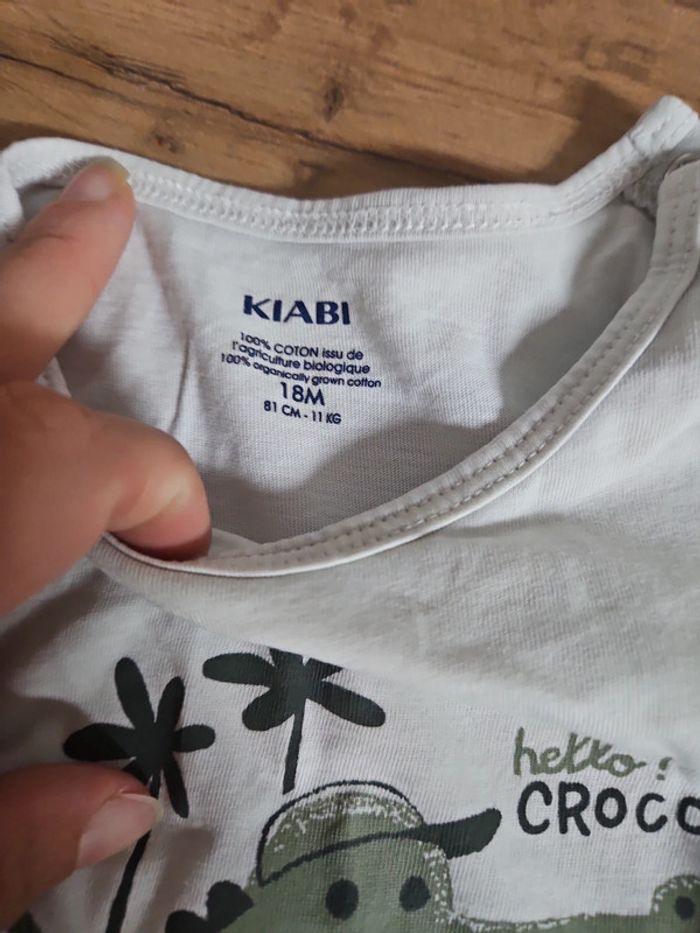 KIABI
100% COTON issu de
l'agriculture biologique
100% organically grown cotton
18M
81 CM - 11 KG
hello !
CROCO